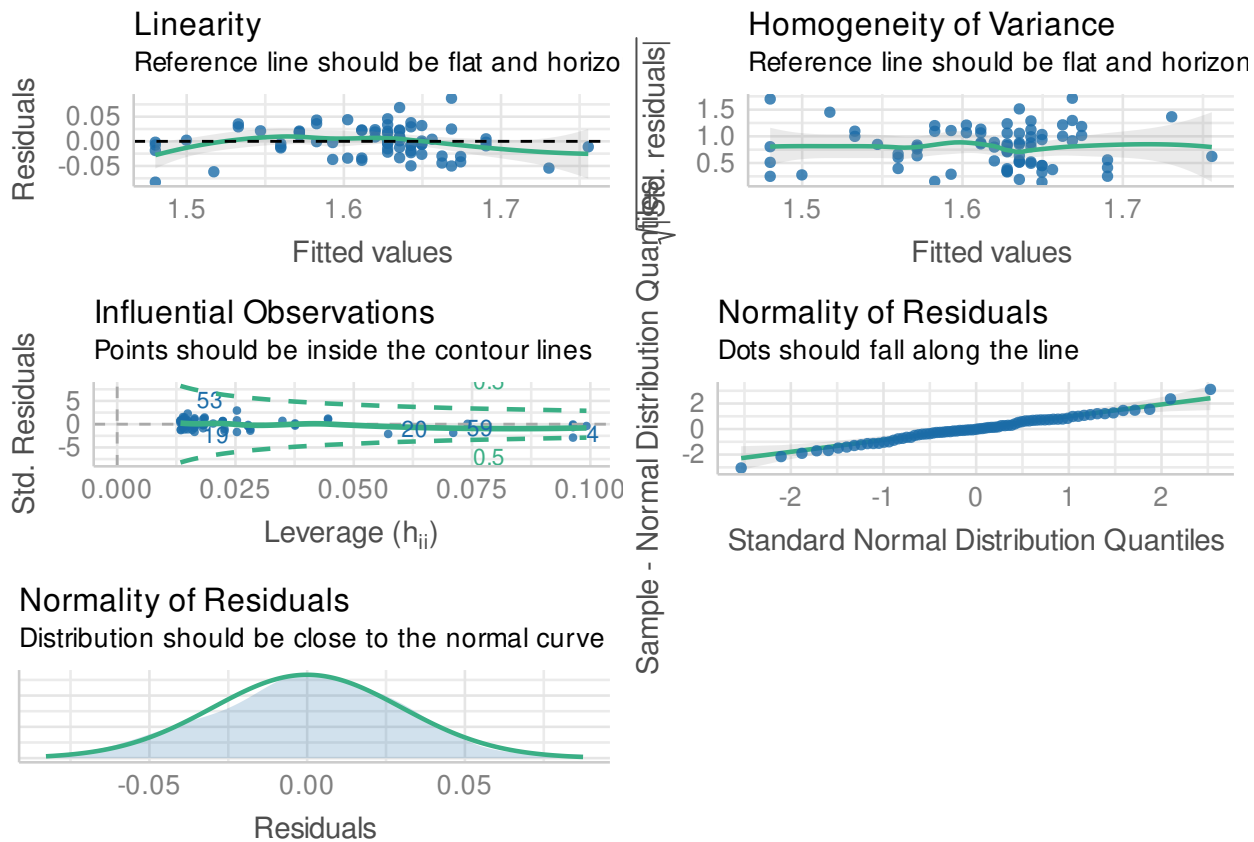 Linearity
Reference line should be flat and horizo
Residuals
0.05
0.00
-0.05
1.5 1.6 1.7
Fitted values
Homogeneity of Variance
Reference line should be flat and horizon
√|Std. residuals|
1.5
1.0
0.5
1.5 1.6 1.7
Fitted values
Influential Observations
Points should be inside the contour lines
Std. Residuals
5
0
-5
0.5
53
19
20
59
4
0.5
0.000 0.025 0.050 0.075 0.100
Leverage (hii)
Normality of Residuals
Dots should fall along the line
Sample - Normal Distribution Quantiles
2
0
-2
-2 -1 0 1 2
Standard Normal Distribution Quantiles
Normality of Residuals
Distribution should be close to the normal curve
-0.05 0.00 0.05
Residuals